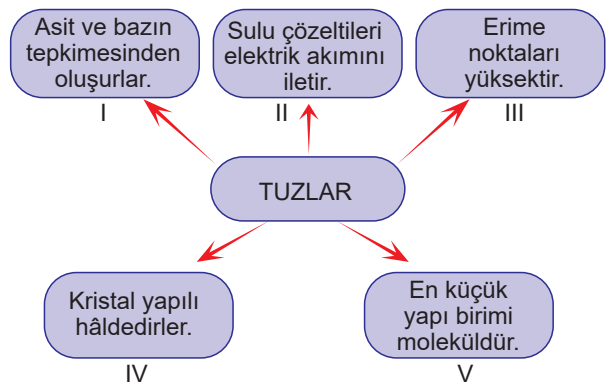 Asit ve bazın
tepkimesinden
oluşurlar.
I
Sulu çözeltileri
elektrik akımını
iletir.
II
Erime
noktaları
yüksektir.
III
TUZLAR
Kristal yapılı
hâldedirler.
IV
En küçük
yapı birimi
moleküldür.
V